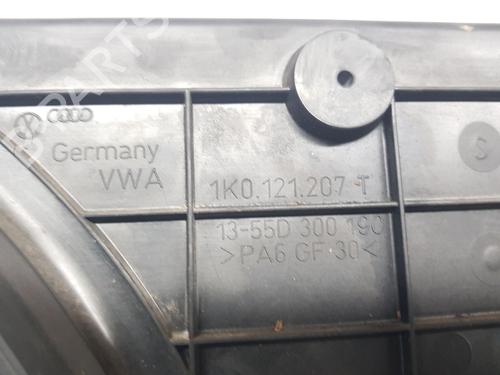 Germany
VWA
1K0.121.207 T
13-55D 300 190
>PA6 GF 30<
S